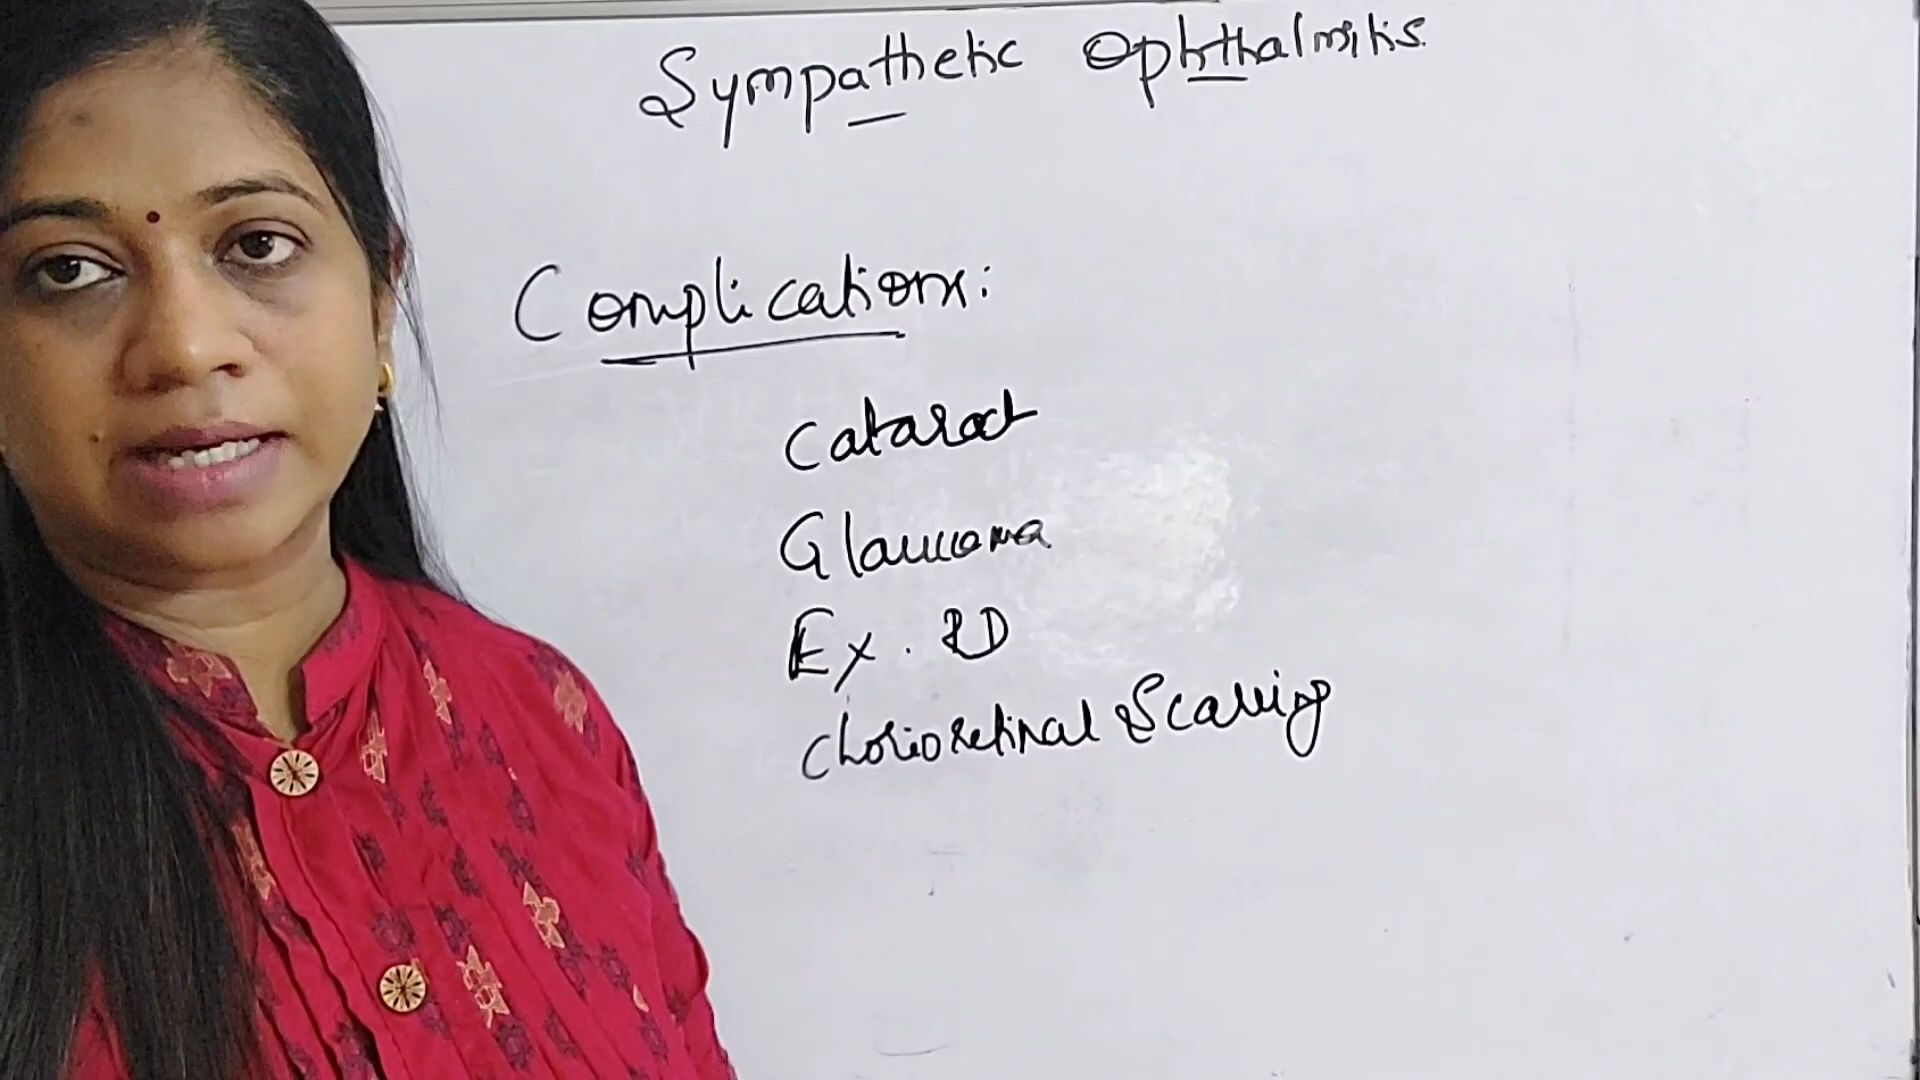 Sympathetic Ophthalmitis.
Complications:
Cataract
Glaucoma
Ex. RD
Chorioretinal Scarring